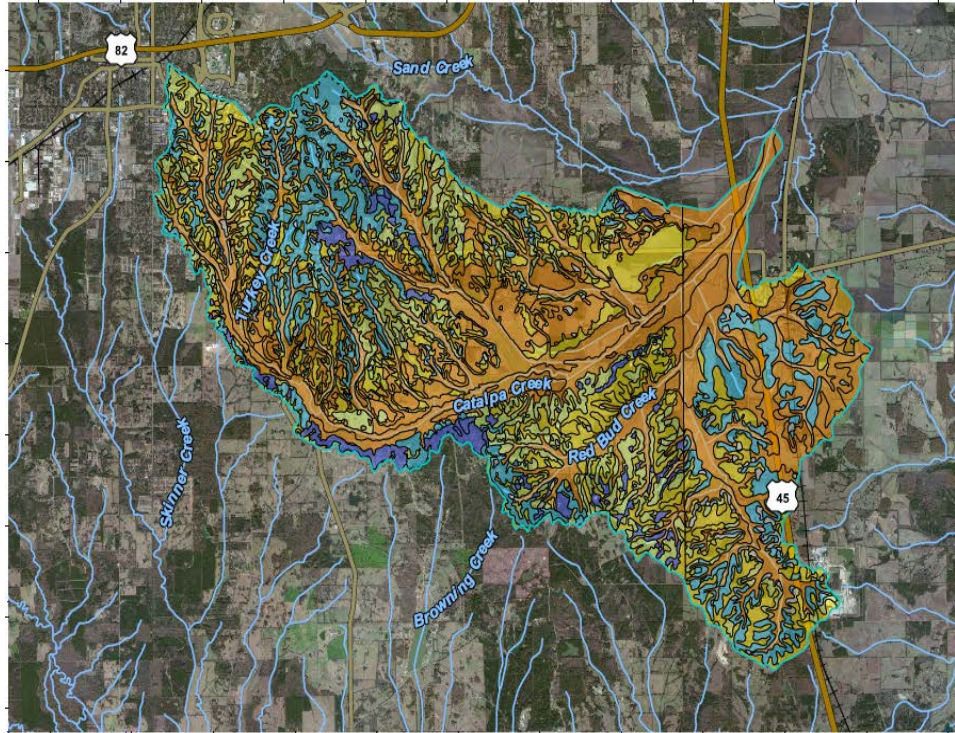 82
Sand Creek
Turkey Creek
Catalpa Creek
Red Bud Creek
Skinner Creek
45
Browning Creek